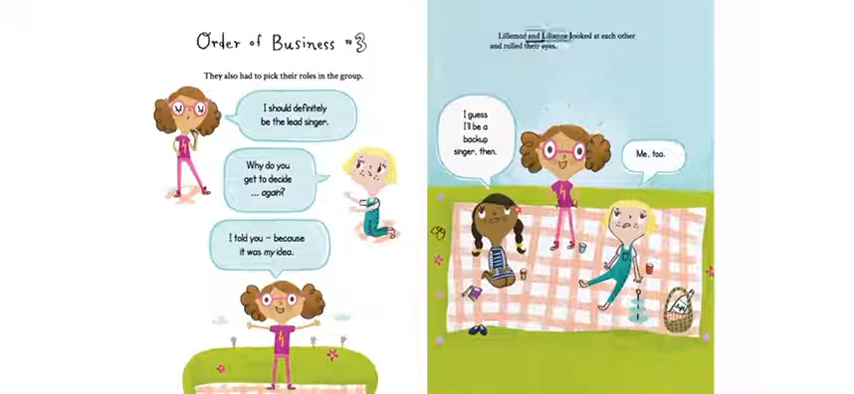 Order of Business #3
They also had to pick their roles in the group.
I should definitely
be the lead singer.
Why do you
get to decide
... again?
I told you – because
it was my idea.
Lillemor and Lilianne looked at each other
and rolled their eyes.
I guess
I'll be a
backup
singer, then.
Me, too.